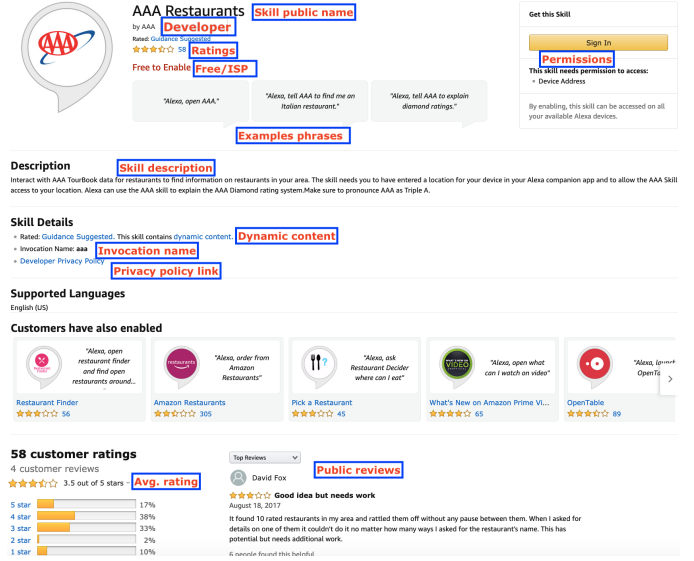 AAA Restaurants
Skill public name
by AAA
Developer
Rated: Guidance Suggested
58
Ratings
Free to Enable
Free/ISP
AAA
"Alexa, open AAA."
"Alexa, tell AAA to find me an
Italian restaurant."
"Alexa, tell AAA to explain
diamond ratings."
Examples phrases
Get this Skill
Sign In
Permissions
This skill needs permission to access:
• Device Address
By enabling, this skill can be accessed on all
your available Alexa devices.
Description
Skill description
Interact with AAA TourBook data for restaurants to find information on restaurants in your area. The skill needs you to have entered a location for your device in your Alexa companion app and to allow the AAA Skill
access to your location. Alexa can use the AAA skill to explain the AAA Diamond rating system.Make sure to pronounce AAA as Triple A.
Skill Details
• Rated: Guidance Suggested. This skill contains dynamic content.
Dynamic content
• Invocation Name: aaa
Invocation name
• Developer Privacy Policy
Privacy policy link
Supported Languages
English (US)
Customers have also enabled
"Alexa, open
restaurant finder
and find open
restaurants around...
Restaurant Finder
56
restaurants
"Alexa, order from
Amazon
Restaurants"
Amazon Restaurants
305
"Alexa, ask
Restaurant Decider
where can I eat"
Pick a Restaurant
45
VIDEO
"Alexa, open what
can I watch on video"
What's New on Amazon Prime Vi...
65
"Alexa, launch
OpenTa
OpenTable
89
58 customer ratings
4 customer reviews
3.5 out of 5 stars
Avg. rating
5 star 17%
4 star 38%
3 star 33%
2 star 2%
1 star 10%
Top Reviews
Public reviews
David Fox
Good idea but needs work
August 18, 2017
It found 10 rated restaurants in my area and rattled them off without any pause between them. When I asked for
details on one of them it couldn't do it no matter how many ways I asked for the restaurant's name. This has
potential but needs additional work.
6 people found this helpful